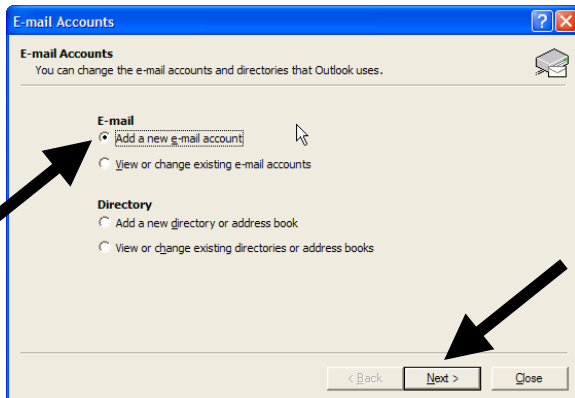 E-mail Accounts
E-mail Accounts
You can change the e-mail accounts and directories that Outlook uses.
E-mail
Add a new e-mail account
View or change existing e-mail accounts
Directory
Add a new directory or address book
View or change existing directories or address books
< Back Next > Close